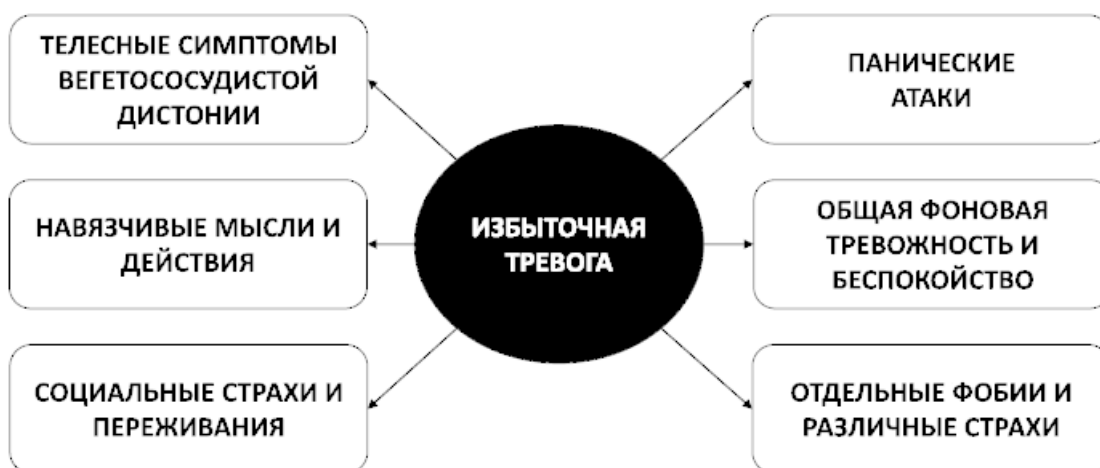 ТЕЛЕСНЫЕ СИМПТОМЫ
ВЕГЕТОСОСУДИСТОЙ
ДИСТОНИИ
ПАНИЧЕСКИЕ
АТАКИ
НАВЯЗЧИВЫЕ МЫСЛИ И
ДЕЙСТВИЯ
ИЗБЫТОЧНАЯ
ТРЕВОГА
ОБЩАЯ ФОНОВАЯ
ТРЕВОЖНОСТЬ И
БЕСПОКОЙСТВО
СОЦИАЛЬНЫЕ СТРАХИ И
ПЕРЕЖИВАНИЯ
ОТДЕЛЬНЫЕ ФОБИИ И
РАЗЛИЧНЫЕ СТРАХИ